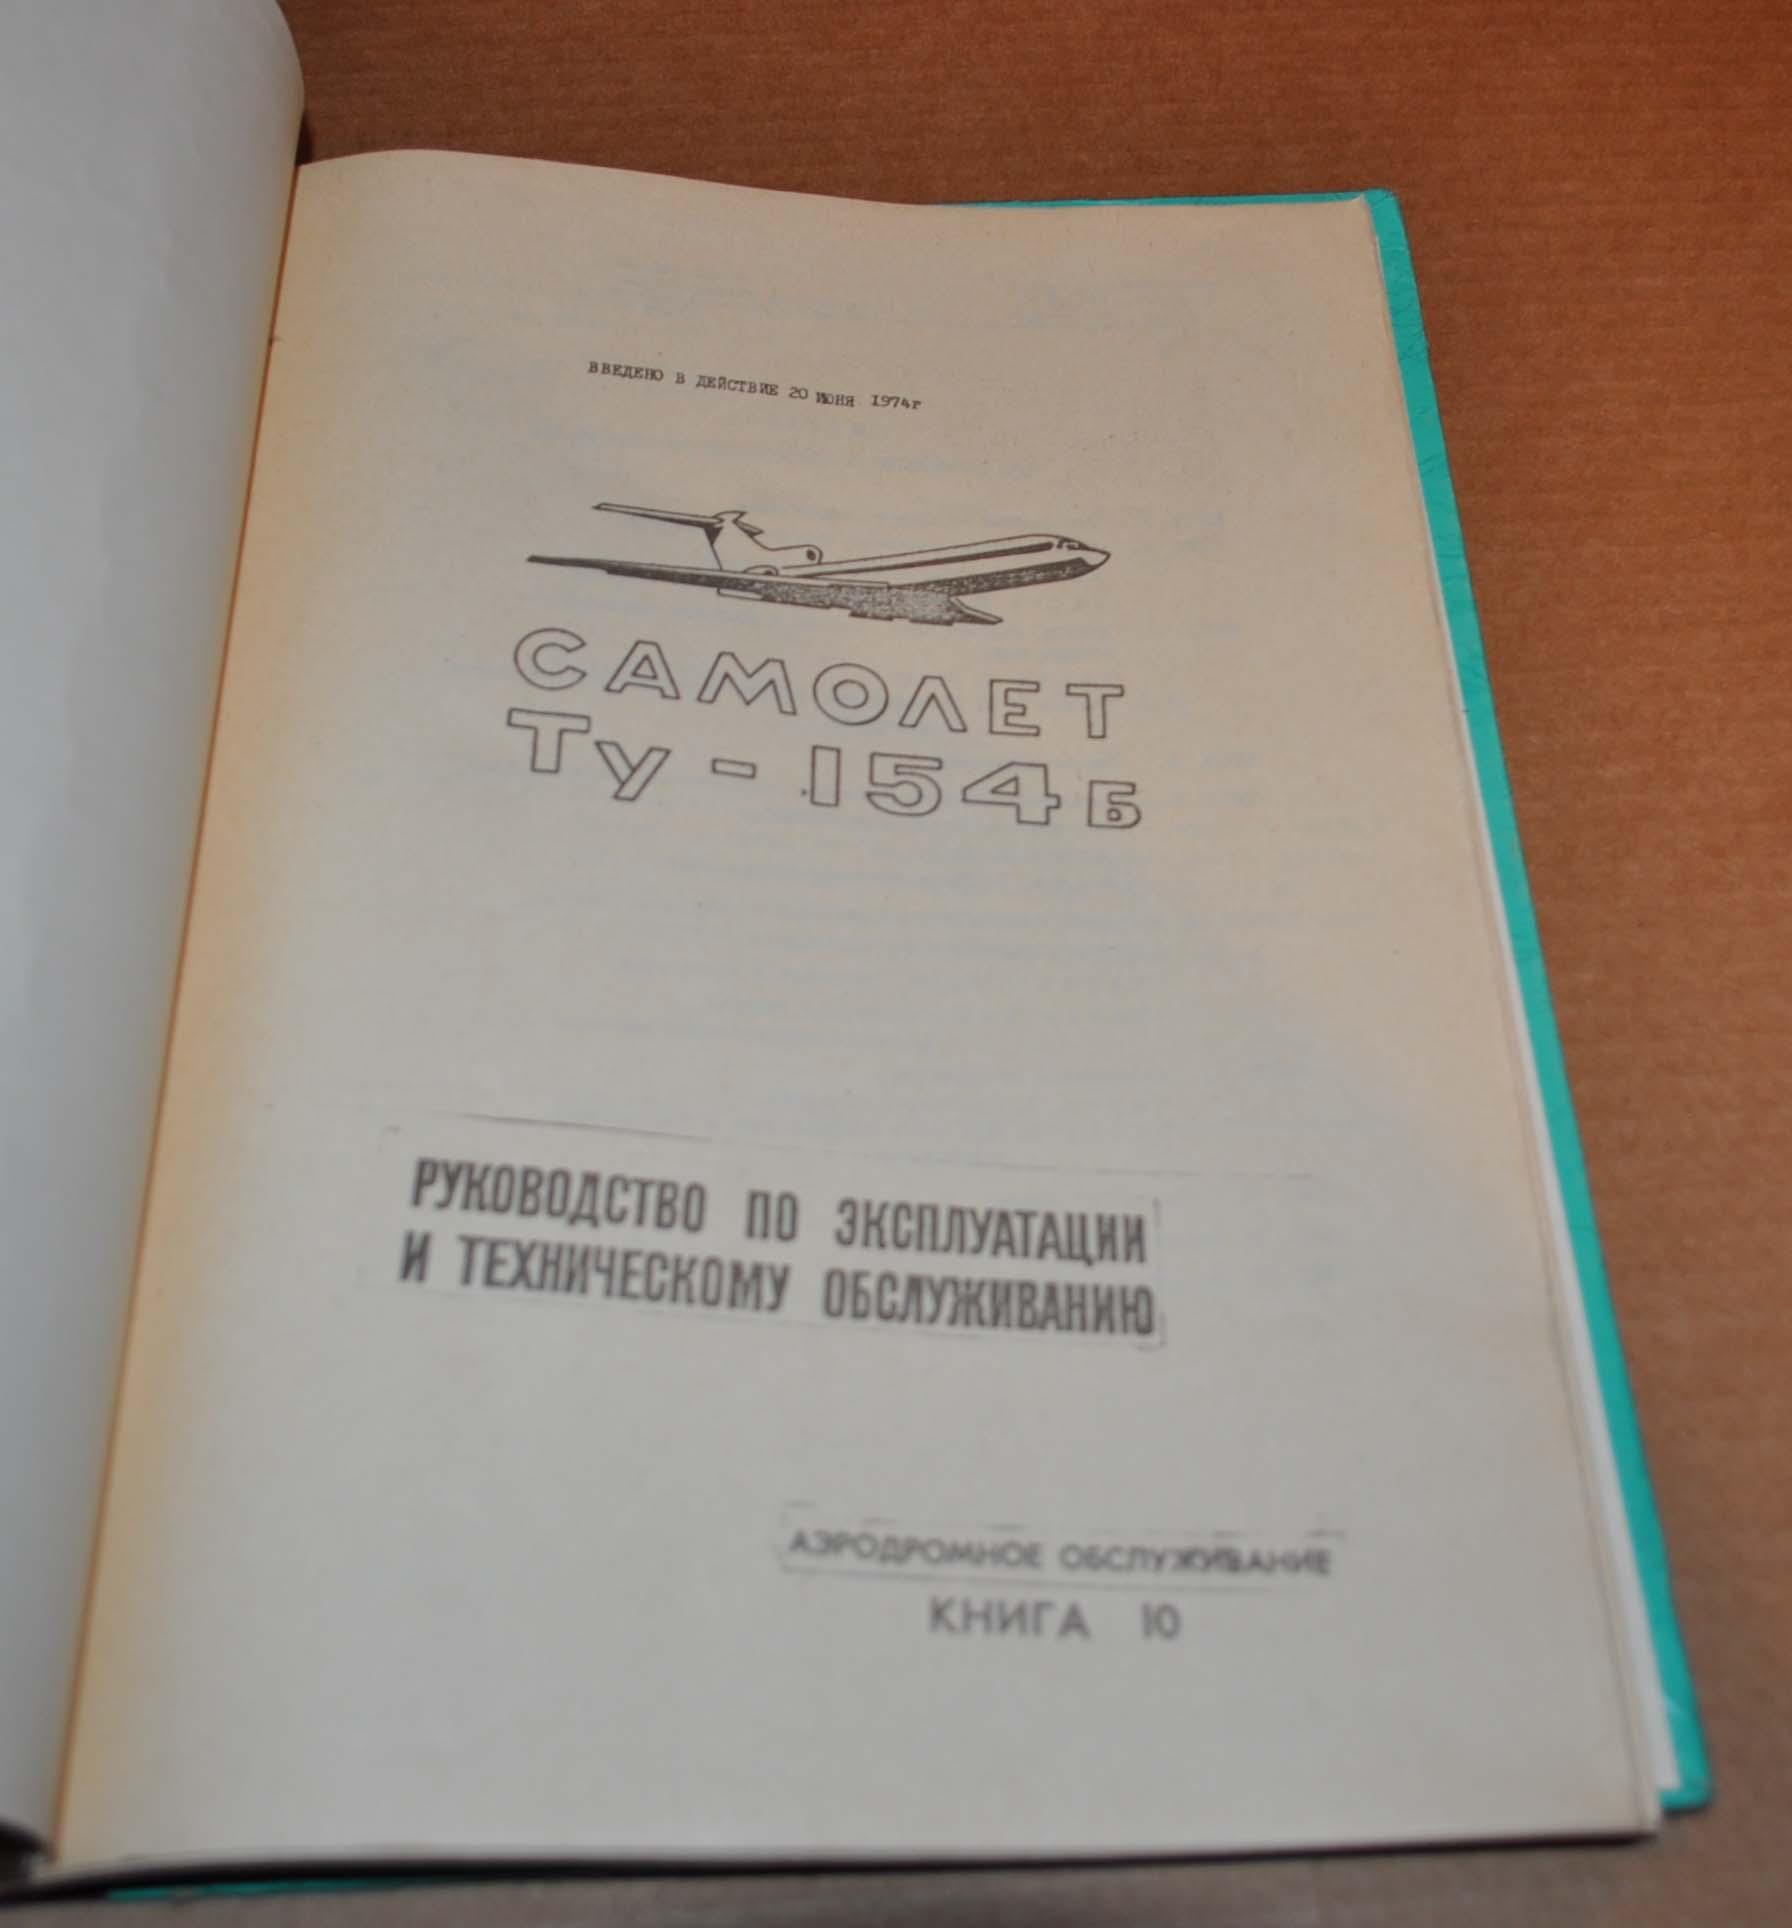 ВВЕДЕНО В ДЕЙСТВИЕ 20 ИЮНЯ 1974г
САМОЛЕТ
Ту-154Б
РУКОВОДСТВО ПО ЭКСПЛУАТАЦИИ
И ТЕХНИЧЕСКОМУ ОБСЛУЖИВАНИЮ
АЭРОДРОМНОЕ ОБСЛУЖИВАНИЕ
КНИГА 10